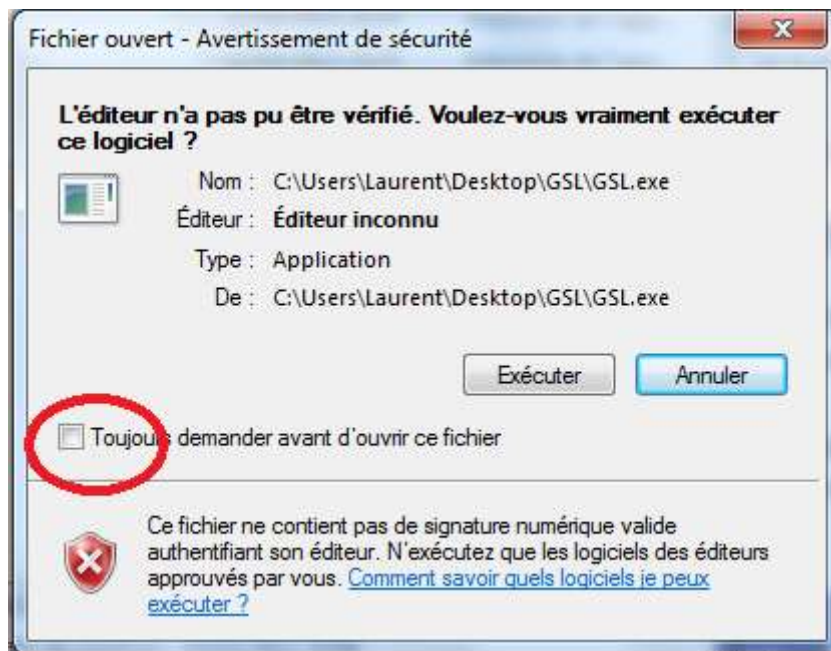 Fichier ouvert - Avertissement de sécurité
L'éditeur n'a pas pu être vérifié. Voulez-vous vraiment exécuter
ce logiciel ?
Nom : C:\Users\Laurent\Desktop\GSL\GSL.exe
Éditeur : Éditeur inconnu
Type : Application
De : C:\Users\Laurent\Desktop\GSL\GSL.exe
Exécuter Annuler
Toujours demander avant d'ouvrir ce fichier
Ce fichier ne contient pas de signature numérique valide
authentifiant son éditeur. N'exécutez que les logiciels des éditeurs
approuvés par vous. Comment savoir quels logiciels je peux
exécuter ?